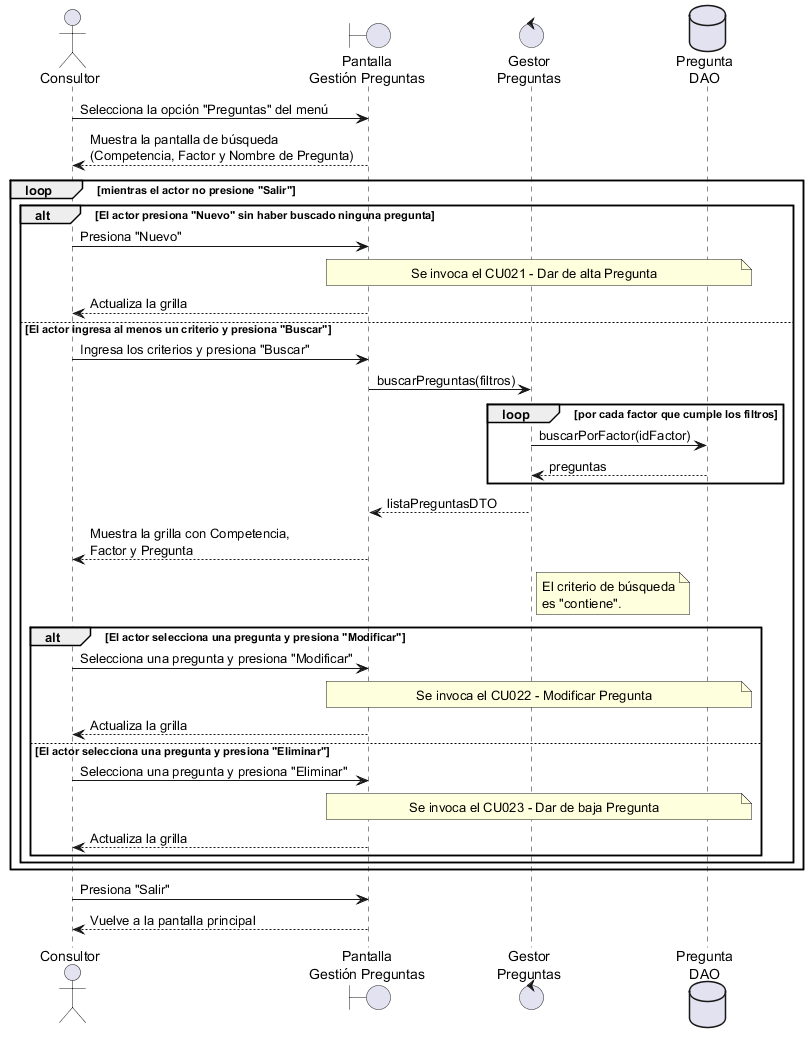 Consultor
Pantalla
Gestión Preguntas
Gestor
Preguntas
Pregunta
DAO
Selecciona la opción "Preguntas" del menú
Muestra la pantalla de búsqueda
(Competencia, Factor y Nombre de Pregunta)
loop [mientras el actor no presione "Salir"]
alt [El actor presiona "Nuevo" sin haber buscado ninguna pregunta]
Presiona "Nuevo"
Se invoca el CU021 - Dar de alta Pregunta
Actualiza la grilla
[El actor ingresa al menos un criterio y presiona "Buscar"]
Ingresa los criterios y presiona "Buscar"
buscarPreguntas(filtros)
loop [por cada factor que cumple los filtros]
buscarPorFactor(idFactor)
preguntas
listaPreguntasDTO
Muestra la grilla con Competencia,
Factor y Pregunta
El criterio de búsqueda
es "contiene".
alt [El actor selecciona una pregunta y presiona "Modificar"]
Selecciona una pregunta y presiona "Modificar"
Se invoca el CU022 - Modificar Pregunta
Actualiza la grilla
[El actor selecciona una pregunta y presiona "Eliminar"]
Selecciona una pregunta y presiona "Eliminar"
Se invoca el CU023 - Dar de baja Pregunta
Actualiza la grilla
Presiona "Salir"
Vuelve a la pantalla principal
Consultor
Pantalla
Gestión Preguntas
Gestor
Preguntas
Pregunta
DAO